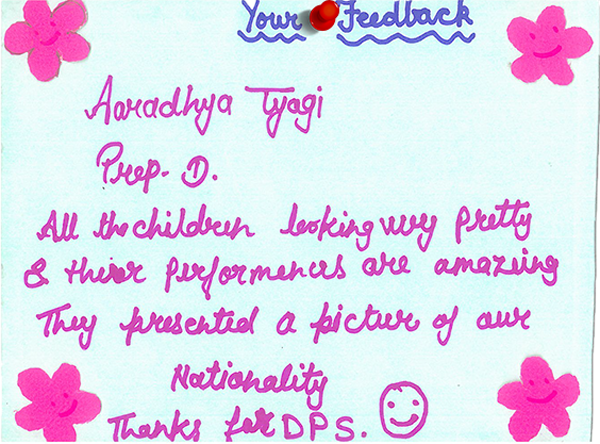 Your Feedback
Aaradhya Tyagi
Prep. D.
All the children looking very pretty
& their performences are amazing
They presented a picture of our
Nationality
Thanks for DPS.